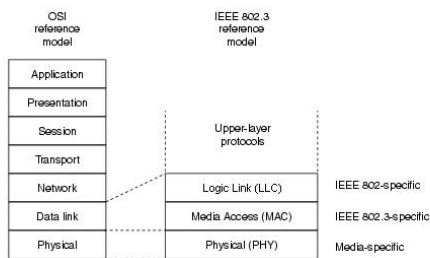 OSI
reference
model
IEEE 802.3
reference
model
Application
Presentation
Session
Transport
Network
Data link
Physical
Upper-layer
protocols
Logic Link (LLC)
Media Access (MAC)
Physical (PHY)
IEEE 802-specific
IEEE 802.3-specific
Media-specific